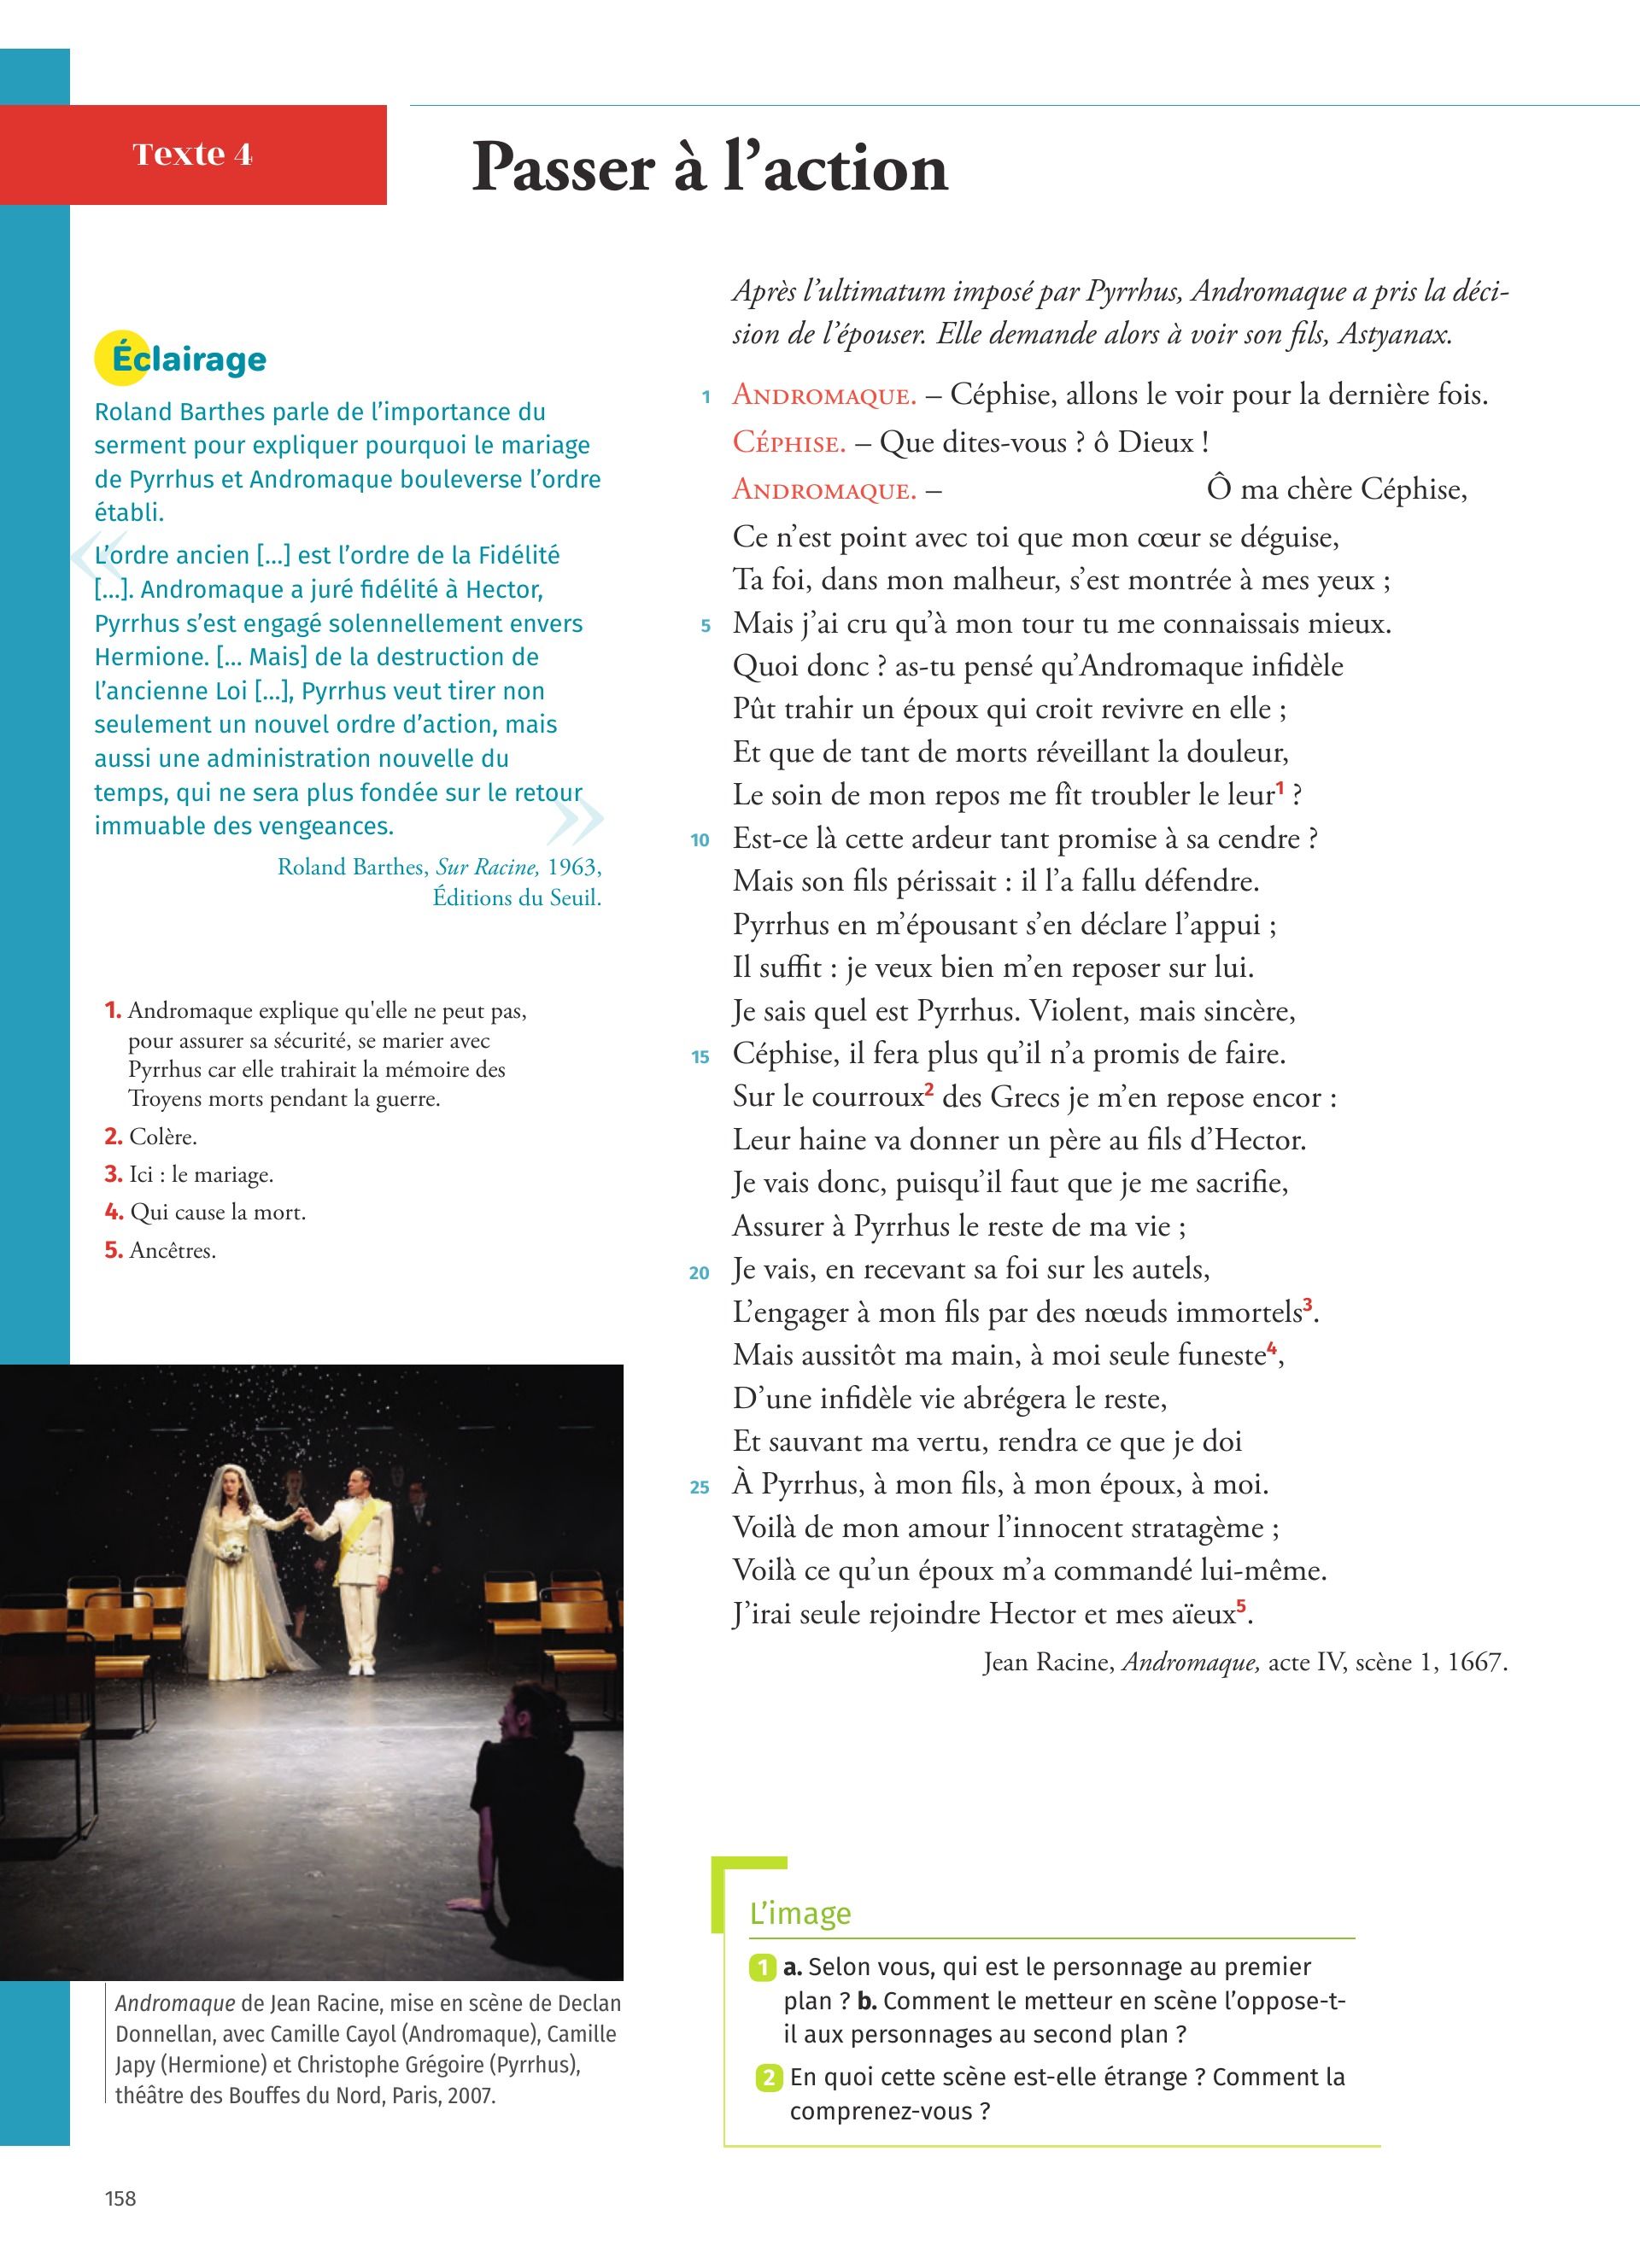 Texte 4
Passer à l’action
Éclairage
Roland Barthes parle de l’importance du
serment pour expliquer pourquoi le mariage
de Pyrrhus et Andromaque bouleverse l’ordre
établi.
« L’ordre ancien [...] est l’ordre de la Fidélité
[...]. Andromaque a juré fidélité à Hector,
Pyrrhus s’est engagé solennellement envers
Hermione. [... Mais] de la destruction de
l’ancienne Loi [...], Pyrrhus veut tirer non
seulement un nouvel ordre d’action, mais
aussi une administration nouvelle du
temps, qui ne sera plus fondée sur le retour
immuable des vengeances. »
Roland Barthes, Sur Racine, 1963,
Éditions du Seuil.
1. Andromaque explique qu'elle ne peut pas,
pour assurer sa sécurité, se marier avec
Pyrrhus car elle trahirait la mémoire des
Troyens morts pendant la guerre.
2. Colère.
3. Ici : le mariage.
4. Qui cause la mort.
5. Ancêtres.
Andromaque de Jean Racine, mise en scène de Declan
Donnellan, avec Camille Cayol (Andromaque), Camille
Japy (Hermione) et Christophe Grégoire (Pyrrhus),
théâtre des Bouffes du Nord, Paris, 2007.
Après l’ultimatum imposé par Pyrrhus, Andromaque a pris la déci-
sion de l’épouser. Elle demande alors à voir son fils, Astyanax.
1 ANDROMAQUE. – Céphise, allons le voir pour la dernière fois.
CÉPHISE. – Que dites-vous ? ô Dieux !
ANDROMAQUE. – Ô ma chère Céphise,
Ce n’est point avec toi que mon cœur se déguise,
Ta foi, dans mon malheur, s’est montrée à mes yeux ;
5 Mais j’ai cru qu’à mon tour tu me connaissais mieux.
Quoi donc ? as-tu pensé qu’Andromaque infidèle
Pût trahir un époux qui croit revivre en elle ;
Et que de tant de morts réveillant la douleur,
Le soin de mon repos me fît troubler le leur1 ?
10 Est-ce là cette ardeur tant promise à sa cendre ?
Mais son fils périssait : il l’a fallu défendre.
Pyrrhus en m’épousant s’en déclare l’appui ;
Il suffit : je veux bien m’en reposer sur lui.
Je sais quel est Pyrrhus. Violent, mais sincère,
15 Céphise, il fera plus qu’il n’a promis de faire.
Sur le courroux2 des Grecs je m’en repose encor :
Leur haine va donner un père au fils d’Hector.
Je vais donc, puisqu’il faut que je me sacrifie,
Assurer à Pyrrhus le reste de ma vie ;
20 Je vais, en recevant sa foi sur les autels,
L’engager à mon fils par des nœuds immortels3.
Mais aussitôt ma main, à moi seule funeste4,
D’une infidèle vie abrégera le reste,
Et sauvant ma vertu, rendra ce que je doi
25 À Pyrrhus, à mon fils, à mon époux, à moi.
Voilà de mon amour l’innocent stratagème ;
Voilà ce qu’un époux m’a commandé lui-même.
J’irai seule rejoindre Hector et mes aïeux5.
Jean Racine, Andromaque, acte IV, scène 1, 1667.
L’image
1 a. Selon vous, qui est le personnage au premier
plan ? b. Comment le metteur en scène l’oppose-t-
il aux personnages au second plan ?
2 En quoi cette scène est-elle étrange ? Comment la
comprenez-vous ?
158